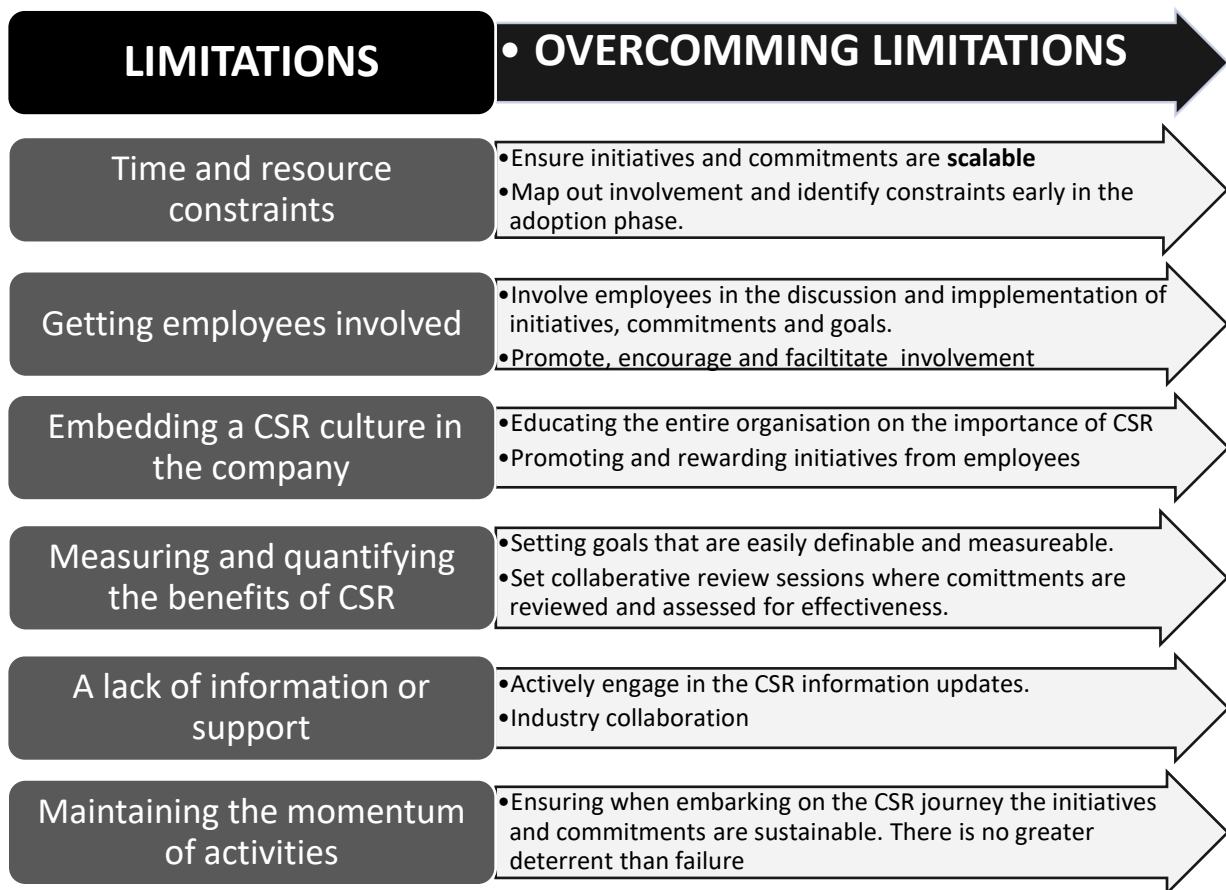 LIMITATIONS
• OVERCOMMING LIMITATIONS
Time and resource
constraints
•Ensure initiatives and commitments are scalable
•Map out involvement and identify constraints early in the
adoption phase.
Getting employees involved
•Involve employees in the discussion and impplementation of
initiatives, commitments and goals.
•Promote, encourage and faciltitate involvement
Embedding a CSR culture in
the company
•Educating the entire organisation on the importance of CSR
•Promoting and rewarding initiatives from employees
Measuring and quantifying
the benefits of CSR
•Setting goals that are easily definable and measureable.
•Set collaberative review sessions where comittments are
reviewed and assessed for effectiveness.
A lack of information or
support
•Actively engage in the CSR information updates.
•Industry collaboration
Maintaining the momentum
of activities
•Ensuring when embarking on the CSR journey the initiatives
and commitments are sustainable. There is no greater
deterrent than failure